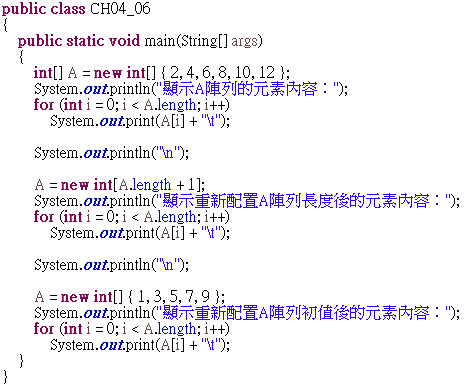 public class CH04_06
{
public static void main(String[] args)
{
int[] A = new int[] { 2, 4, 6, 8, 10, 12 };
System.out.println("顯示A陣列的元素內容：");
for (int i = 0; i < A.length; i++)
System.out.print(A[i] + "\t");
System.out.println("\n");
A = new int[A.length + 1];
System.out.println("顯示重新配置A陣列長度後的元素內容：");
for (int i = 0; i < A.length; i++)
System.out.print(A[i] + "\t");
System.out.println("\n");
A = new int[] { 1, 3, 5, 7, 9 };
System.out.println("顯示重新配置A陣列初值後的元素內容：");
for (int i = 0; i < A.length; i++)
System.out.print(A[i] + "\t");
}
}